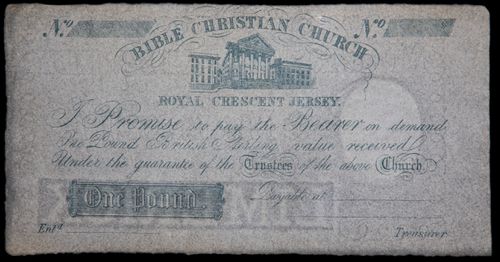 No. No.
BIBLE CHRISTIAN CHURCH
ROYAL CRESCENT JERSEY.
I Promise to pay the Bearer on demand
One Pound British Sterling value received
Under the guarantee of the Trustees of the above Church.
One Pound Payable at
Entd. Treasurer